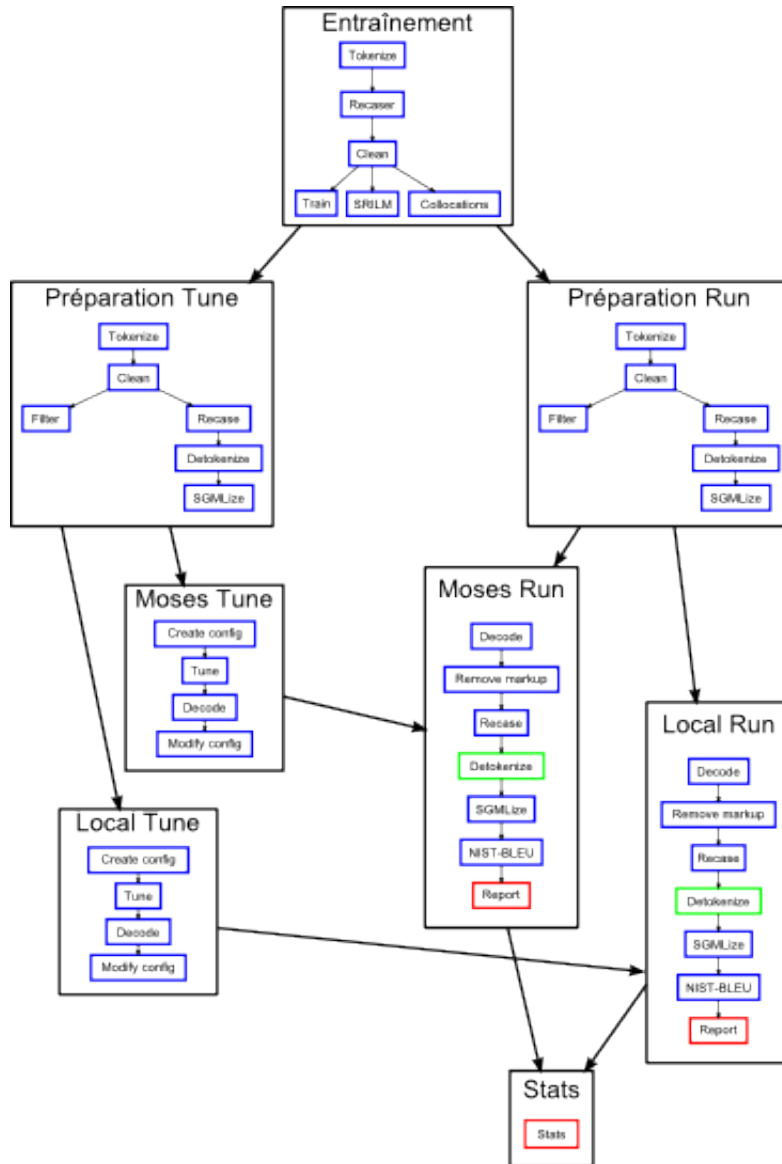 Entraînement
Tokenize
Recaser
Clean
Train SRILM Collocations
Préparation Tune
Tokenize
Clean
Filter Recase
Detokenize
SGMLize
Préparation Run
Tokenize
Clean
Filter Recase
Detokenize
SGMLize
Moses Tune
Create config
Tune
Decode
Modify config
Moses Run
Decode
Remove markup
Recase
Detokenize
SGMLize
NIST-BLEU
Report
Local Run
Decode
Remove markup
Recase
Detokenize
SGMLize
NIST-BLEU
Report
Local Tune
Create config
Tune
Decode
Modify config
Stats
Stats